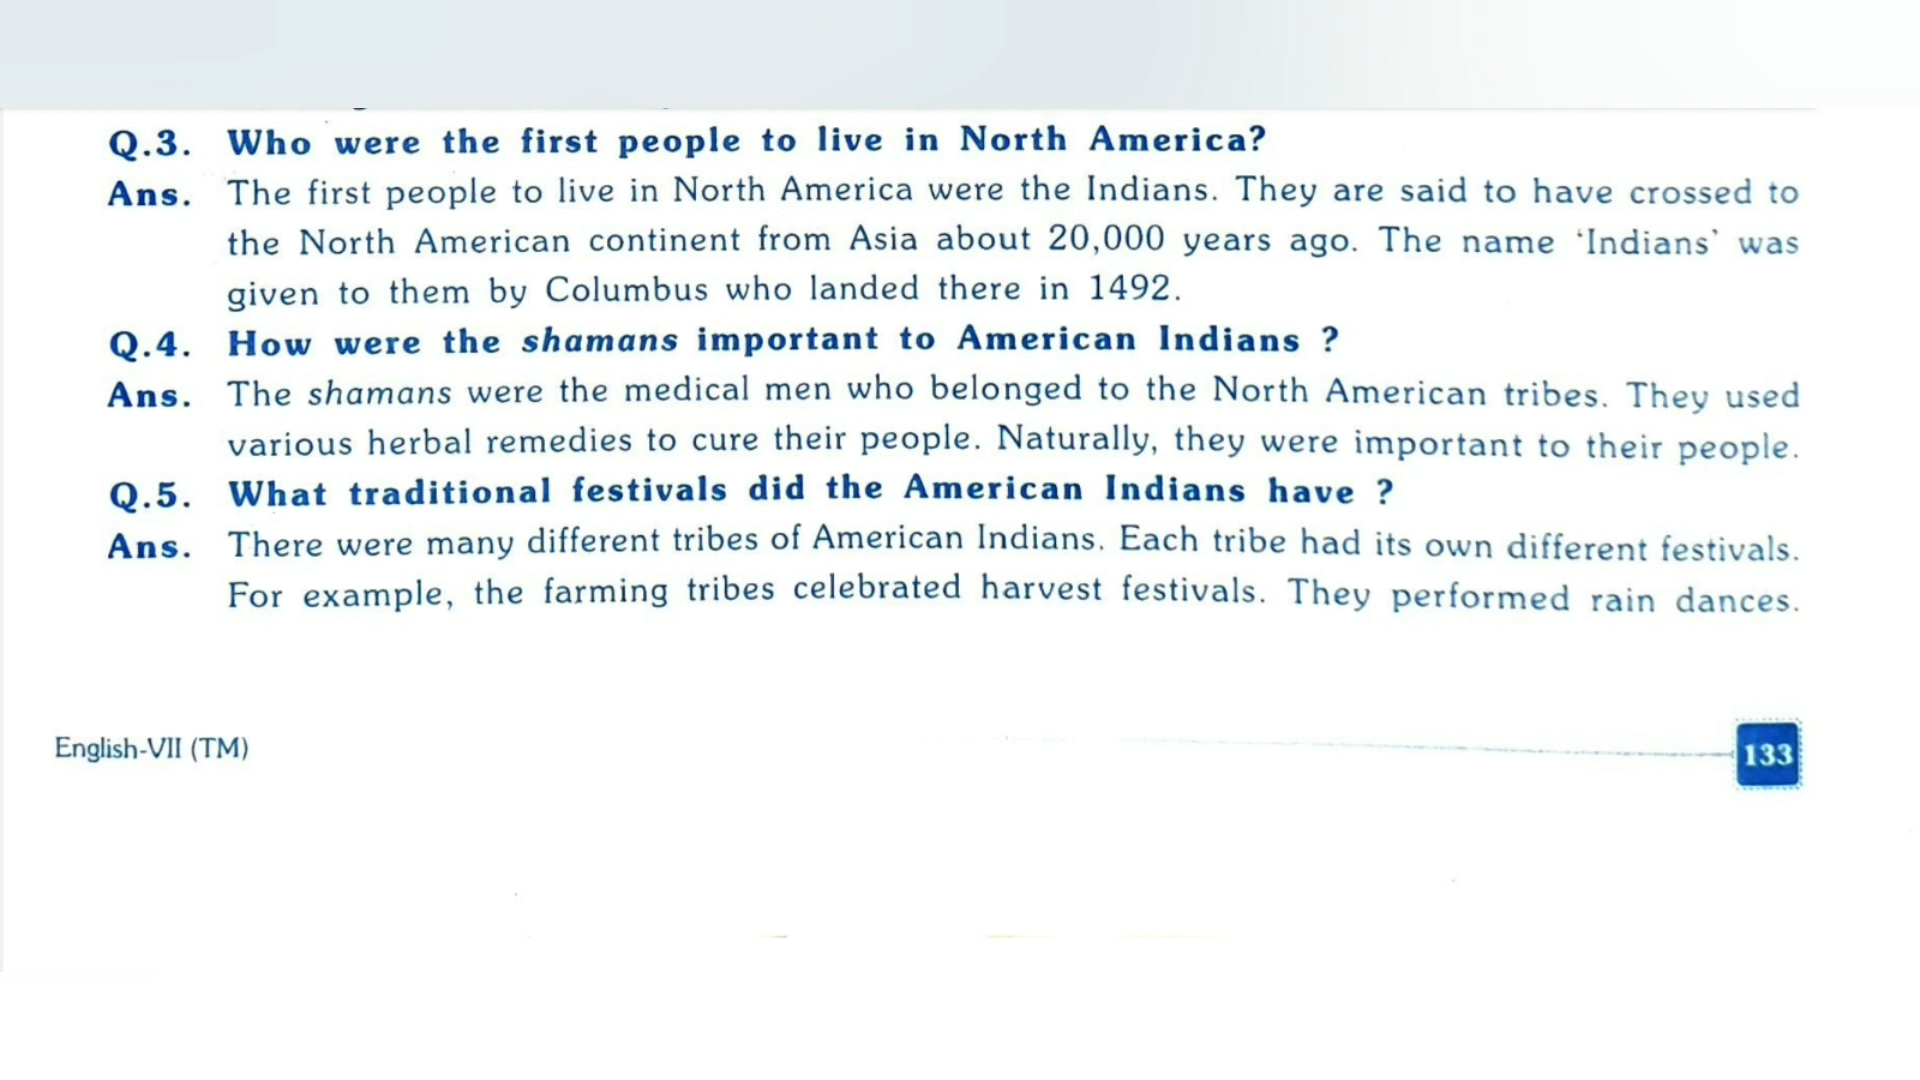 Q.3. Who were the first people to live in North America?
Ans. The first people to live in North America were the Indians. They are said to have crossed to
the North American continent from Asia about 20,000 years ago. The name ‘Indians’ was
given to them by Columbus who landed there in 1492.
Q.4. How were the shamans important to American Indians ?
Ans. The shamans were the medical men who belonged to the North American tribes. They used
various herbal remedies to cure their people. Naturally, they were important to their people.
Q.5. What traditional festivals did the American Indians have ?
Ans. There were many different tribes of American Indians. Each tribe had its own different festivals.
For example, the farming tribes celebrated harvest festivals. They performed rain dances.
English-VII (TM)
133